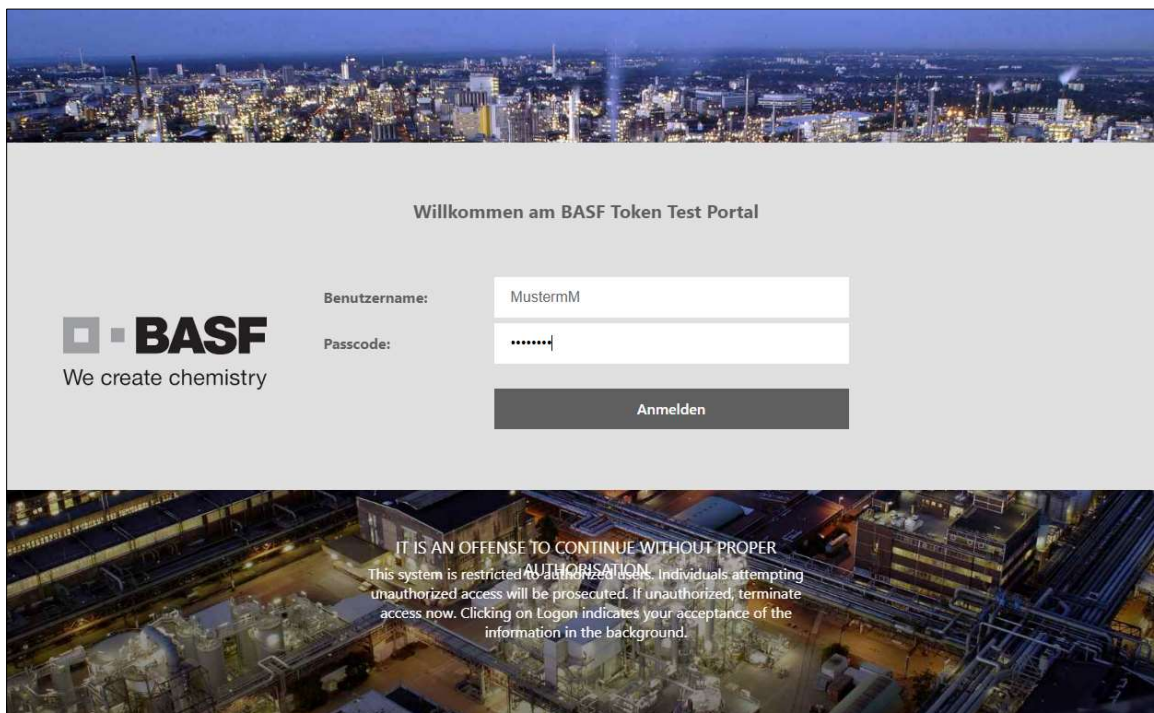 Willkommen am BASF Token Test Portal
Benutzername:
MustermM
BASF
We create chemistry
Passcode:
••••••••
Anmelden
IT IS AN OFFENSE TO CONTINUE WITHOUT PROPER
AUTHORISATION
This system is restricted to authorized users. Individuals attempting
unauthorized access will be prosecuted. If unauthorized, terminate
access now. Clicking on Logon indicates your acceptance of the
information in the background.